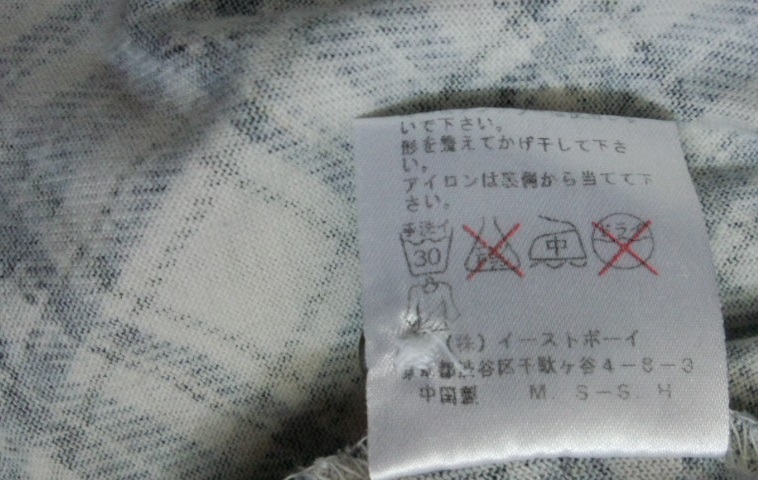 いで下さい。
形を整えてかげ干して下さ
い。
アイロンは裏側から当てて下
さい。
手洗イ 30 中 ドライ
(株) イーストボーイ
東京都渋谷区千駄ヶ谷4-8-3
中国製 M. S-S. H